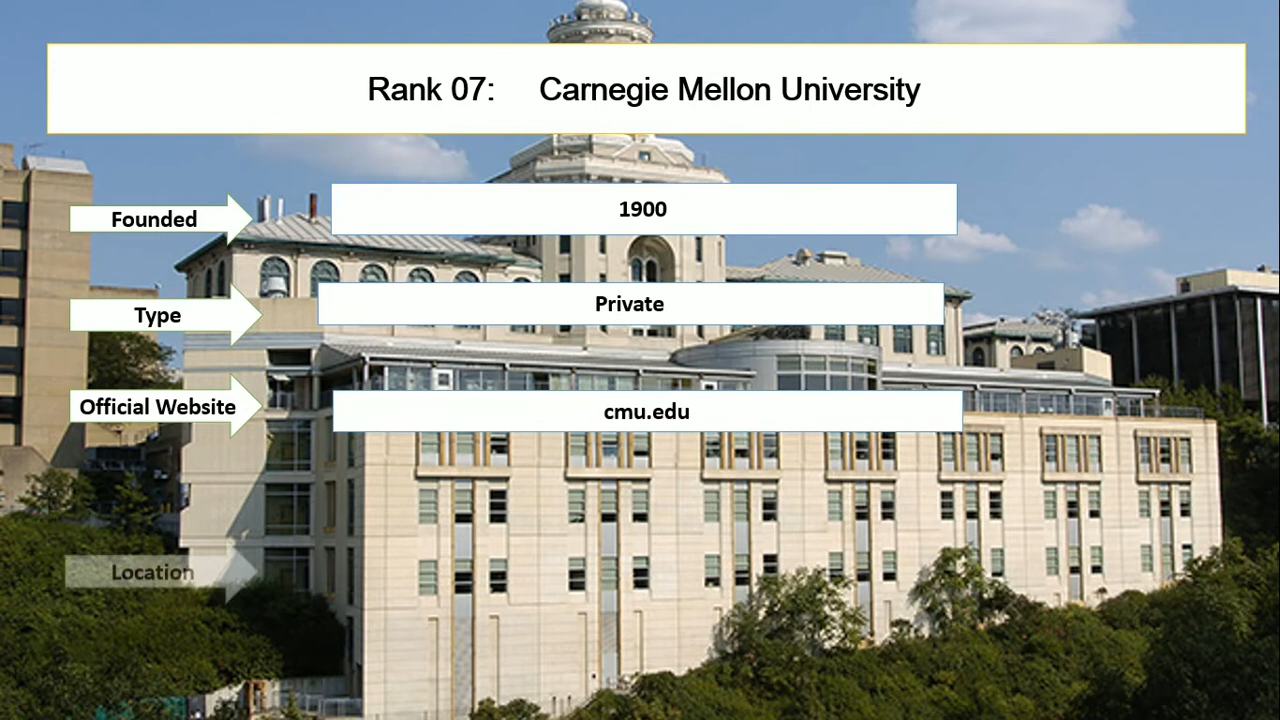 Rank 07: Carnegie Mellon University
Founded
1900
Type
Private
Official Website
cmu.edu
Location